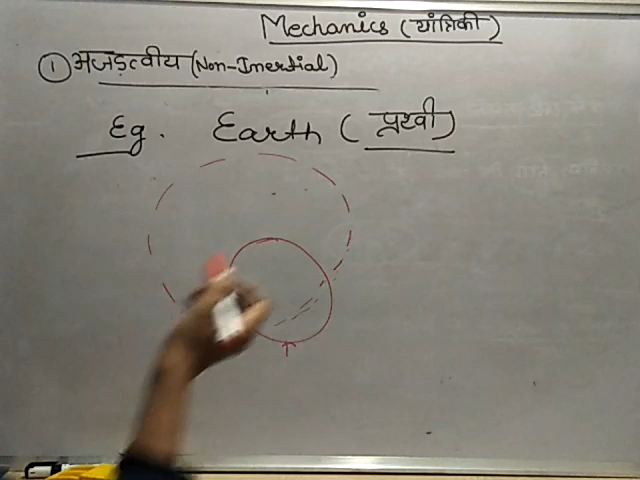 Mechanics (यांत्रिकी)
① अजड़त्वीय (Non-Inertial)
Eg. Earth (पृथ्वी)